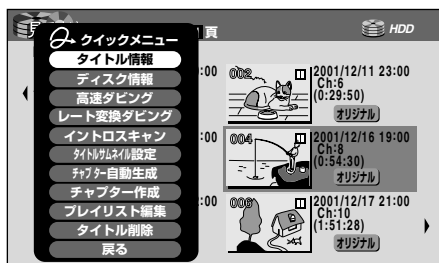 頁
HDD
クイックメニュー
タイトル情報
ディスク情報
高速ダビング
レート変換ダビング
イントロスキャン
タイトルサムネイル設定
チャプター自動生成
チャプター作成
プレイリスト編集
タイトル削除
戻る
:00
002
2001/12/11 23:00
Ch:6
(0:29:50)
オリジナル
:00
004
2001/12/16 19:00
Ch:8
(0:54:30)
オリジナル
:00
006
2001/12/17 21:00
Ch:10
(1:51:28)
オリジナル